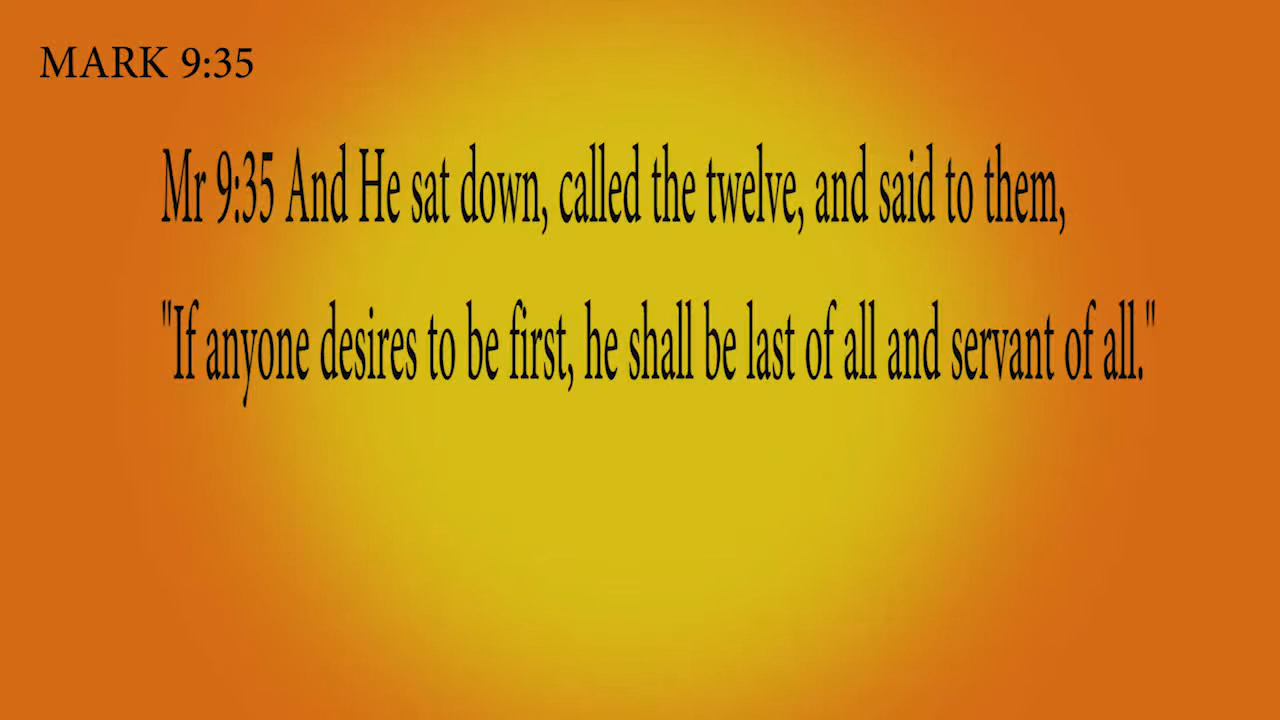 MARK 9:35
Mr 9:35 And He sat down, called the twelve, and said to them,
"If anyone desires to be first, he shall be last of all and servant of all."